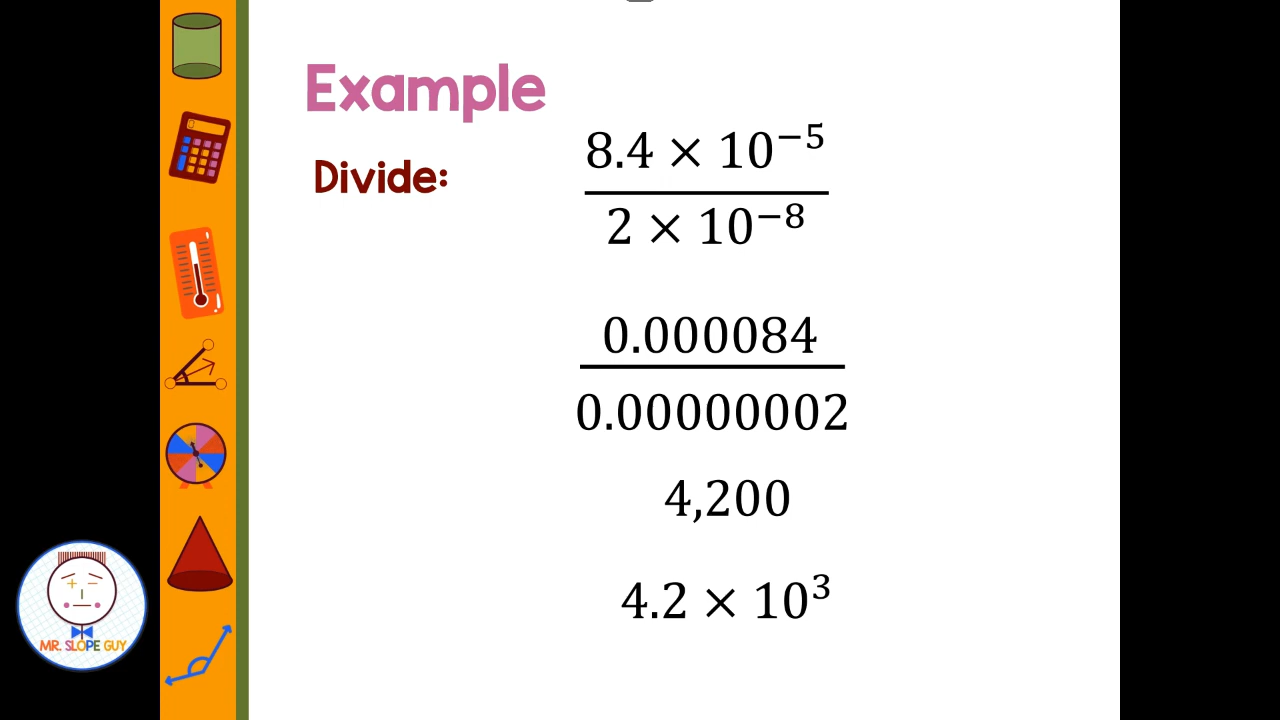 Example
Divide:
8.4 × 10⁻⁵
2 × 10⁻⁸
0.000084
0.00000002
4,200
4.2 × 10³
MR. SLOPE GUY